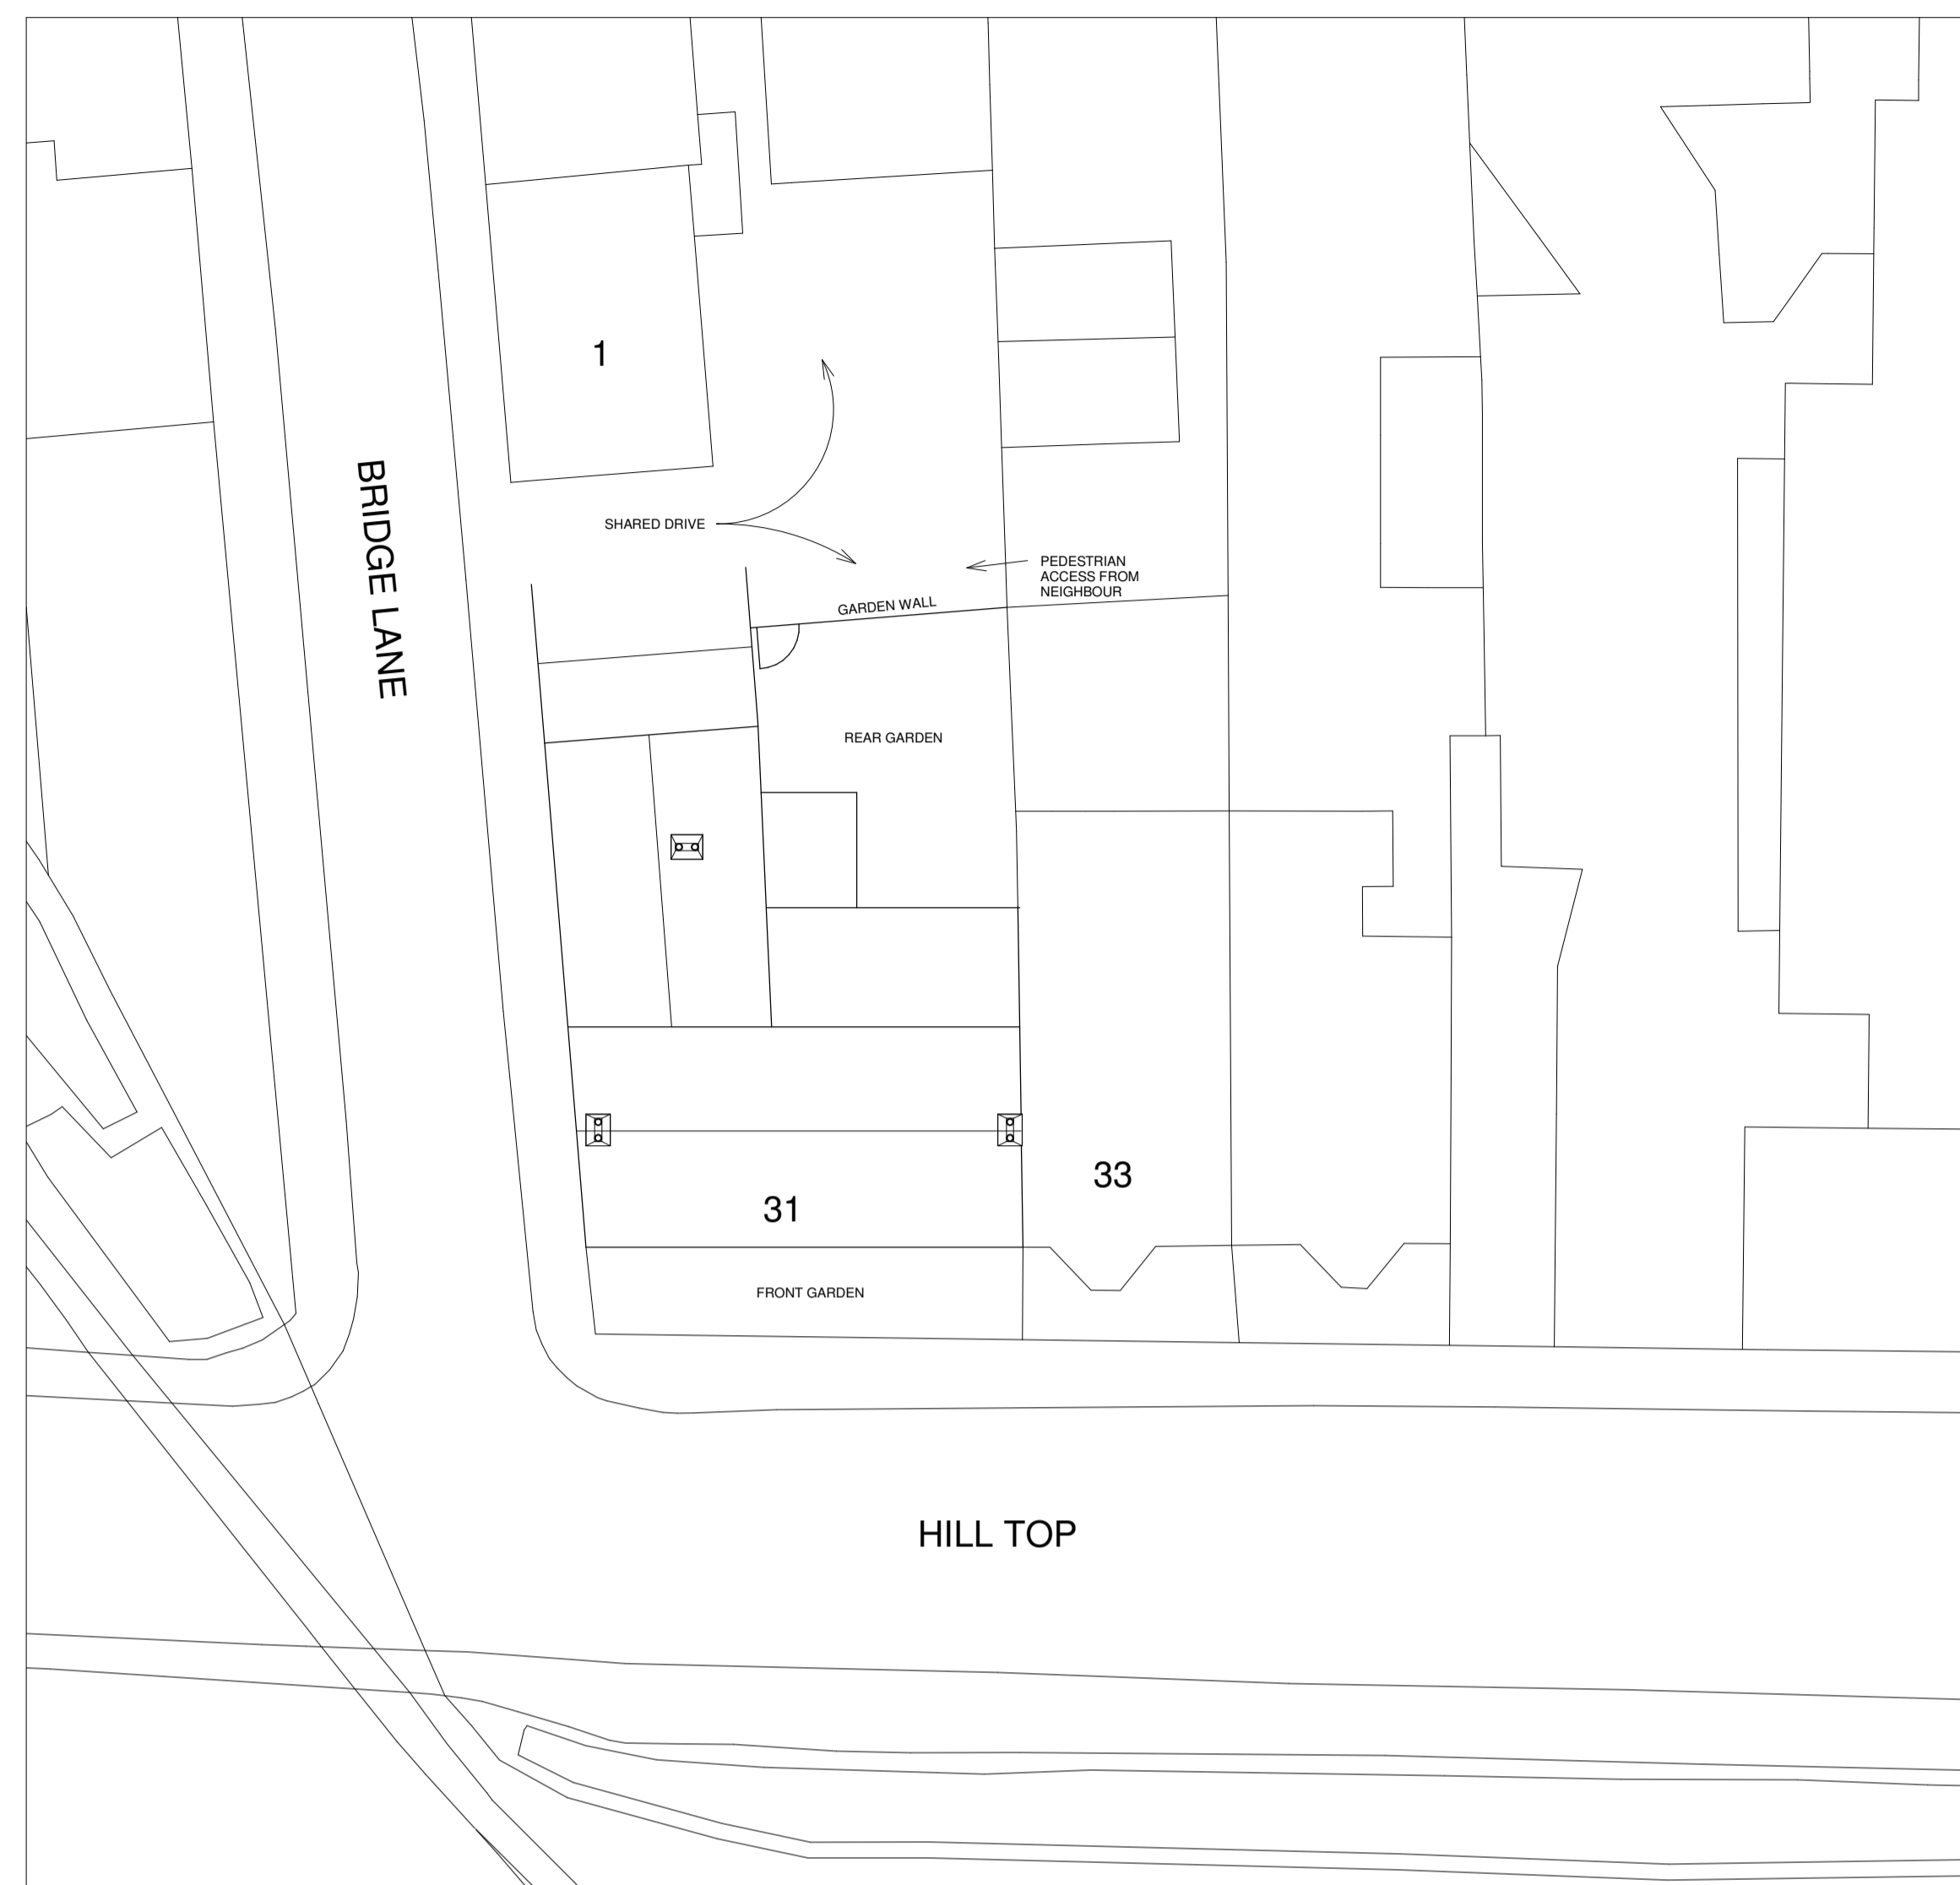 1
BRIDGE LANE
SHARED DRIVE
PEDESTRIAN
ACCESS FROM
NEIGHBOUR
GARDEN WALL
REAR GARDEN
33
31
FRONT GARDEN
HILL TOP